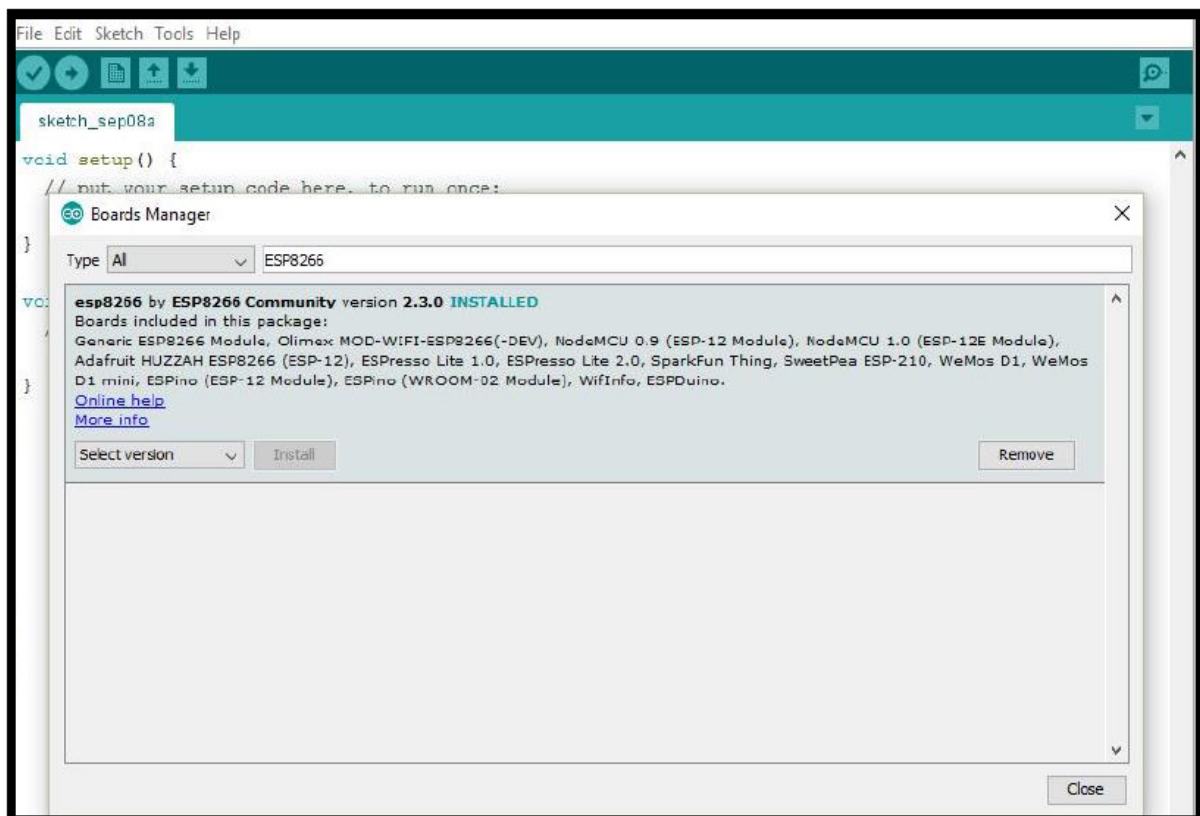 File Edit Sketch Tools Help
sketch_sep08a
void setup() {
// put your setup code here, to run once:
Boards Manager
}
Type All ESP8266
esp8266 by ESP8266 Community version 2.3.0 INSTALLED
Boards included in this package:
Generic ESP8266 Module, Olimex MOD-WIFI-ESP8266(-DEV), NodeMCU 0.9 (ESP-12 Module), NodeMCU 1.0 (ESP-12E Module),
Adafruit HUZZAH ESP8266 (ESP-12), ESPresso Lite 1.0, ESPresso Lite 2.0, SparkFun Thing, SweetPea ESP-210, WeMos D1, WeMos
D1 mini, ESPino (ESP-12 Module), ESPino (WROOM-02 Module), WifInfo, ESPDuino.
}
Online help
More info
Select version Install Remove
Close